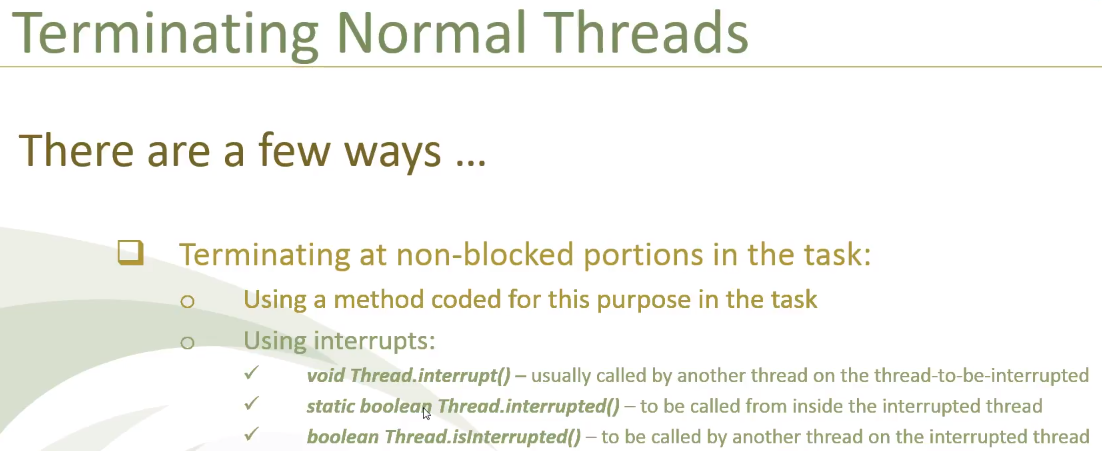 Terminating Normal Threads
There are a few ways ...
Terminating at non-blocked portions in the task:
Using a method coded for this purpose in the task
Using interrupts:
void Thread.interrupt() – usually called by another thread on the thread-to-be-interrupted
static boolean Thread.interrupted() – to be called from inside the interrupted thread
boolean Thread.isInterrupted() – to be called by another thread on the interrupted thread